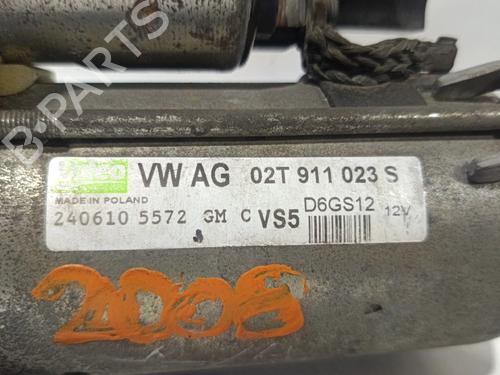 Valeo VW AG 02T 911 023 S
MADE IN POLAND
240610 5572 GM C VS5 D6GS12 12V
2008
B-PARTS